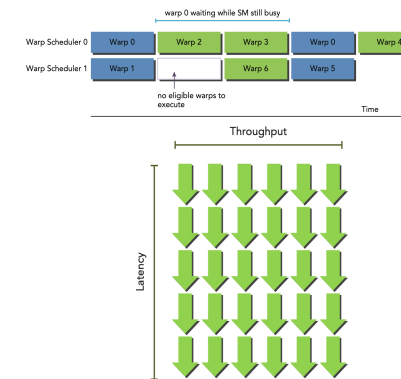 warp 0 waiting while SM still busy
Warp Scheduler 0 Warp 0 Warp 2 Warp 3 Warp 0 Warp 4
Warp Scheduler 1 Warp 1 Warp 6 Warp 5
no eligible warps to
execute
Time
Throughput
Latency